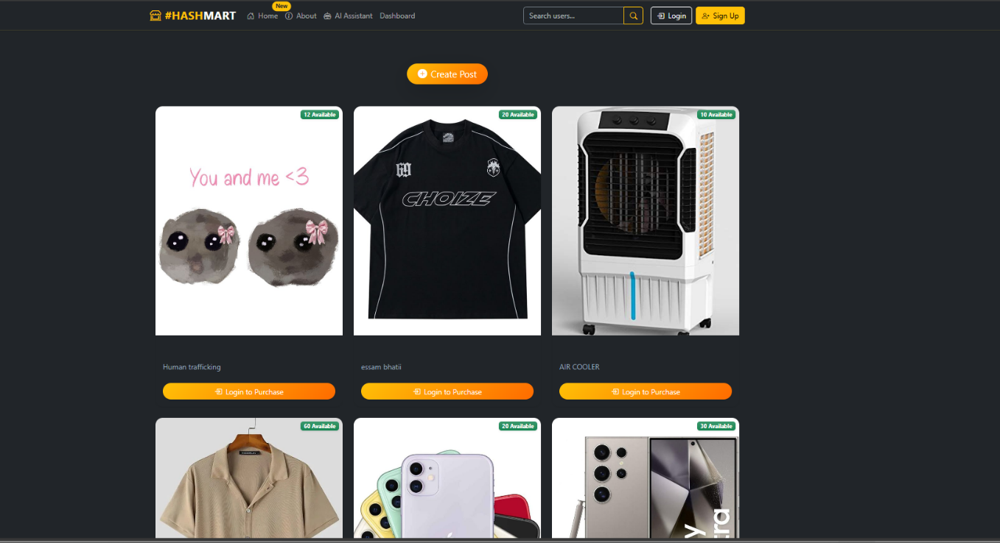 New
#HASHMART Home About AI Assistant Dashboard Search users... Login Sign Up
Create Post
12 Available
20 Available
10 Available
You and me <3
69
CHOIZE
Human trafficking
essam bhatii
AIR COOLER
Login to Purchase
Login to Purchase
Login to Purchase
60 Available
20 Available
30 Available